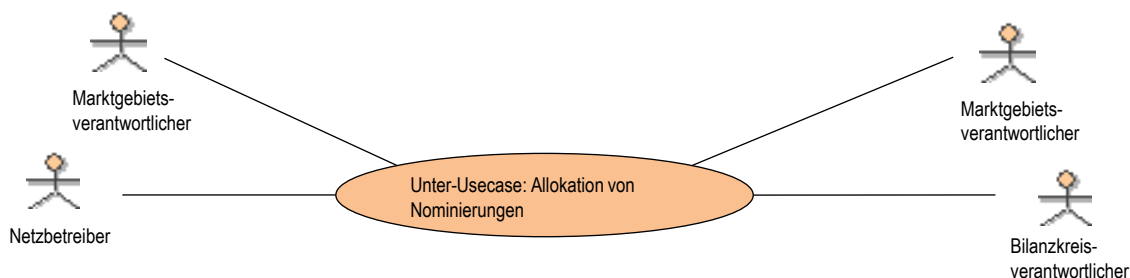 Marktgebiets-
verantwortlicher
Marktgebiets-
verantwortlicher
Unter-Usecase: Allokation von
Nominierungen
Netzbetreiber
Bilanzkreis-
verantwortlicher